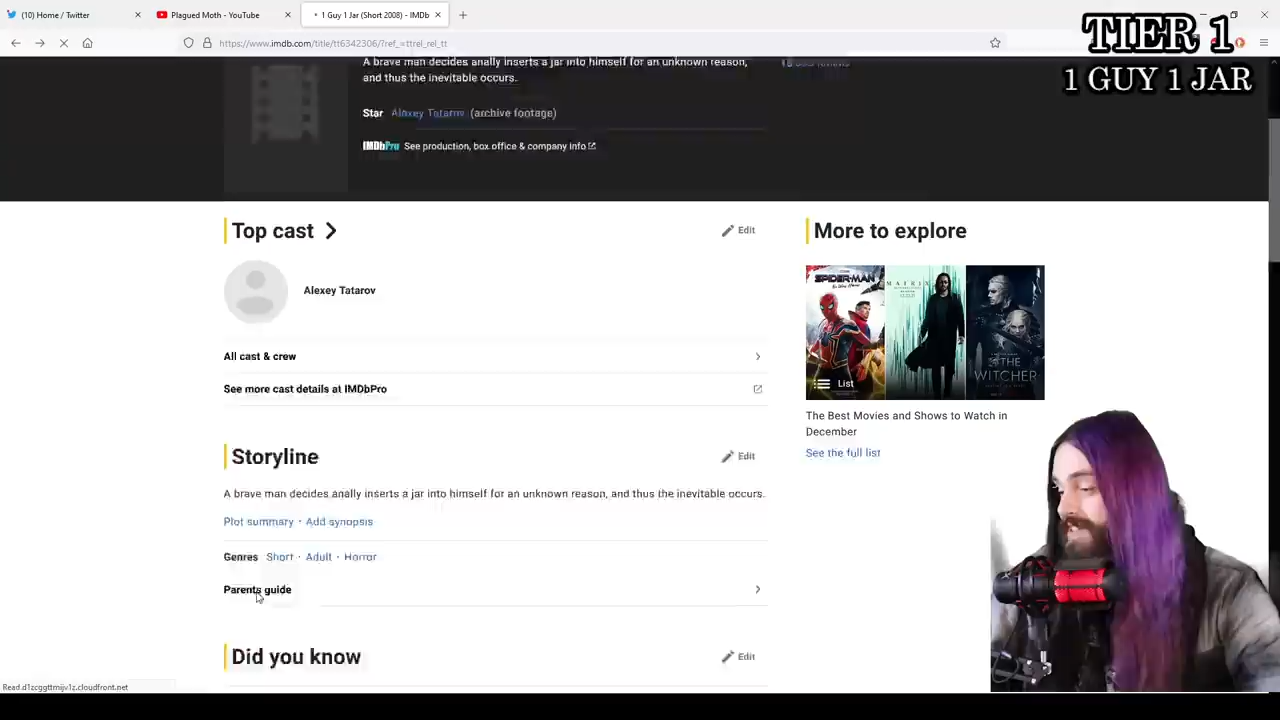 (10) Home / Twitter
Plagued Moth - YouTube
1 Guy 1 Jar (Short 2008) - IMDb
https://www.imdb.com/title/tt6342306/?ref_=ttrel_rel_tt
TIER 1
1 GUY 1 JAR
A brave man decides anally inserts a jar into himself for an unknown reason,
and thus the inevitable occurs.
Star Alexey Tatarov (archive footage)
IMDbPro See production, box office & company info
Top cast
Edit
Alexey Tatarov
All cast & crew
See more cast details at IMDbPro
Storyline
Edit
A brave man decides anally inserts a jar into himself for an unknown reason, and thus the inevitable occurs.
Plot summary · Add synopsis
Genres Short · Adult · Horror
Parents guide
Did you know
Edit
More to explore
SPIDER-MAN
MATRIX
THE
WITCHER
List
The Best Movies and Shows to Watch in
December
See the full list